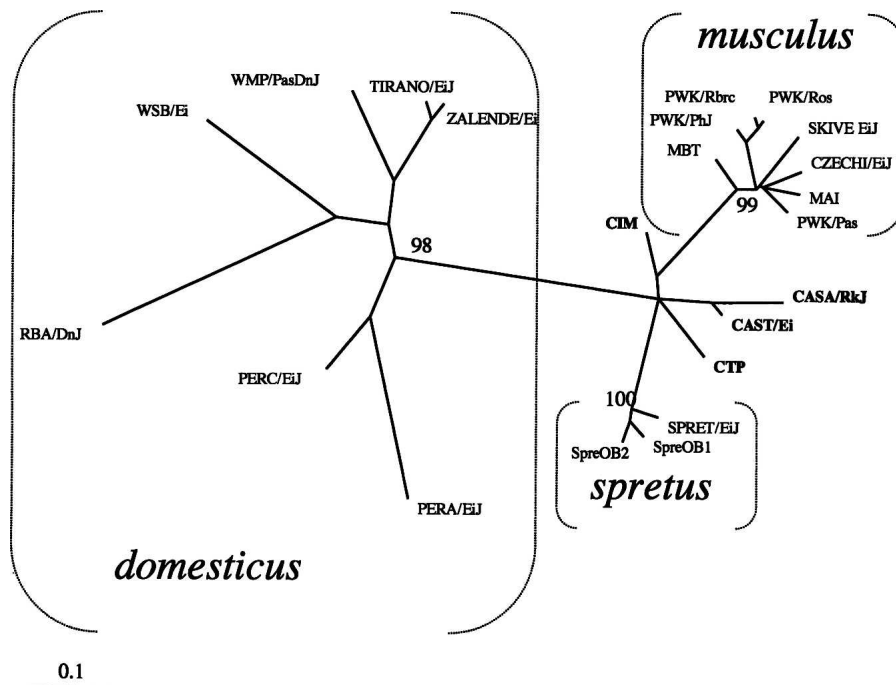 musculus
WMP/PasDnJ
TIRANO/EiJ
PWK/Rbrc
PWK/Ros
WSB/Ei
ZALENDE/Ei
PWK/PhJ
SKIVE EiJ
MBT
CZECHI/EiJ
MAI
99
PWK/Pas
CIM
98
CASA/RkJ
CAST/Ei
RBA/DnJ
CTP
PERC/EiJ
100
SPRET/EiJ
SpreOB1
SpreOB2
spretus
PERA/EiJ
domesticus
0.1